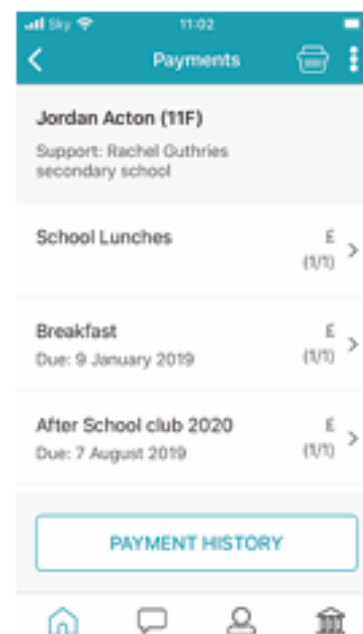 Sky 11:02
Payments
Jordan Acton (11F)
Support: Rachel Guthries
secondary school
School Lunches £
(1/1)
Breakfast £
Due: 9 January 2019 (1/1)
After School club 2020 £
Due: 7 August 2019 (1/1)
PAYMENT HISTORY